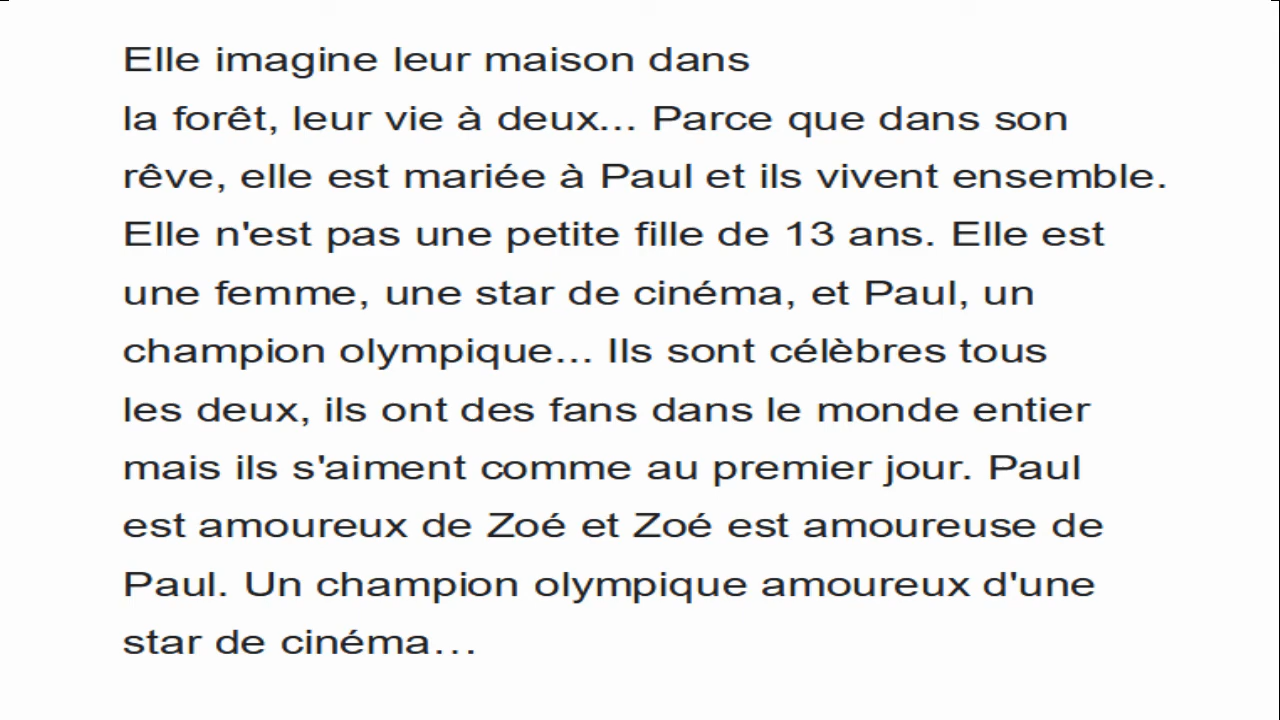 Elle imagine leur maison dans
la forêt, leur vie à deux... Parce que dans son
rêve, elle est mariée à Paul et ils vivent ensemble.
Elle n'est pas une petite fille de 13 ans. Elle est
une femme, une star de cinéma, et Paul, un
champion olympique... Ils sont célèbres tous
les deux, ils ont des fans dans le monde entier
mais ils s'aiment comme au premier jour. Paul
est amoureux de Zoé et Zoé est amoureuse de
Paul. Un champion olympique amoureux d'une
star de cinéma…